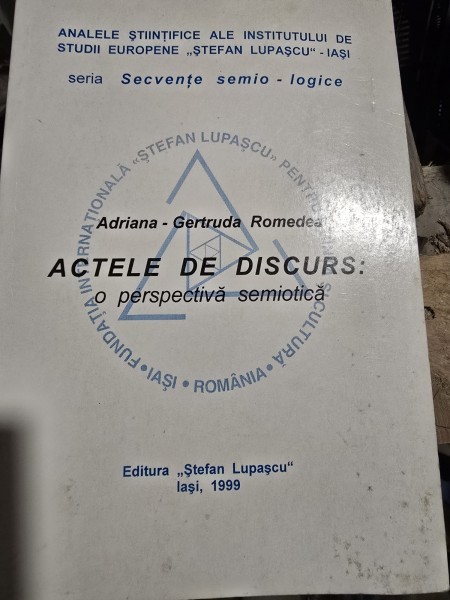 ANALELE ŞTIINŢIFICE ALE INSTITUTULUI DE
STUDII EUROPENE „ŞTEFAN LUPAŞCU“ - IAŞI
seria Secvenţe semio - logice
Adriana - Gertruda Romedea
ACTELE DE DISCURS:
o perspectivă semiotică
FUNDAŢIA INTERNAŢIONALĂ «ŞTEFAN LUPAŞCU» PENTRU
ŞI CULTURĂ • IAŞI • ROMÂNIA •
Editura „Ştefan Lupaşcu“
Iaşi, 1999